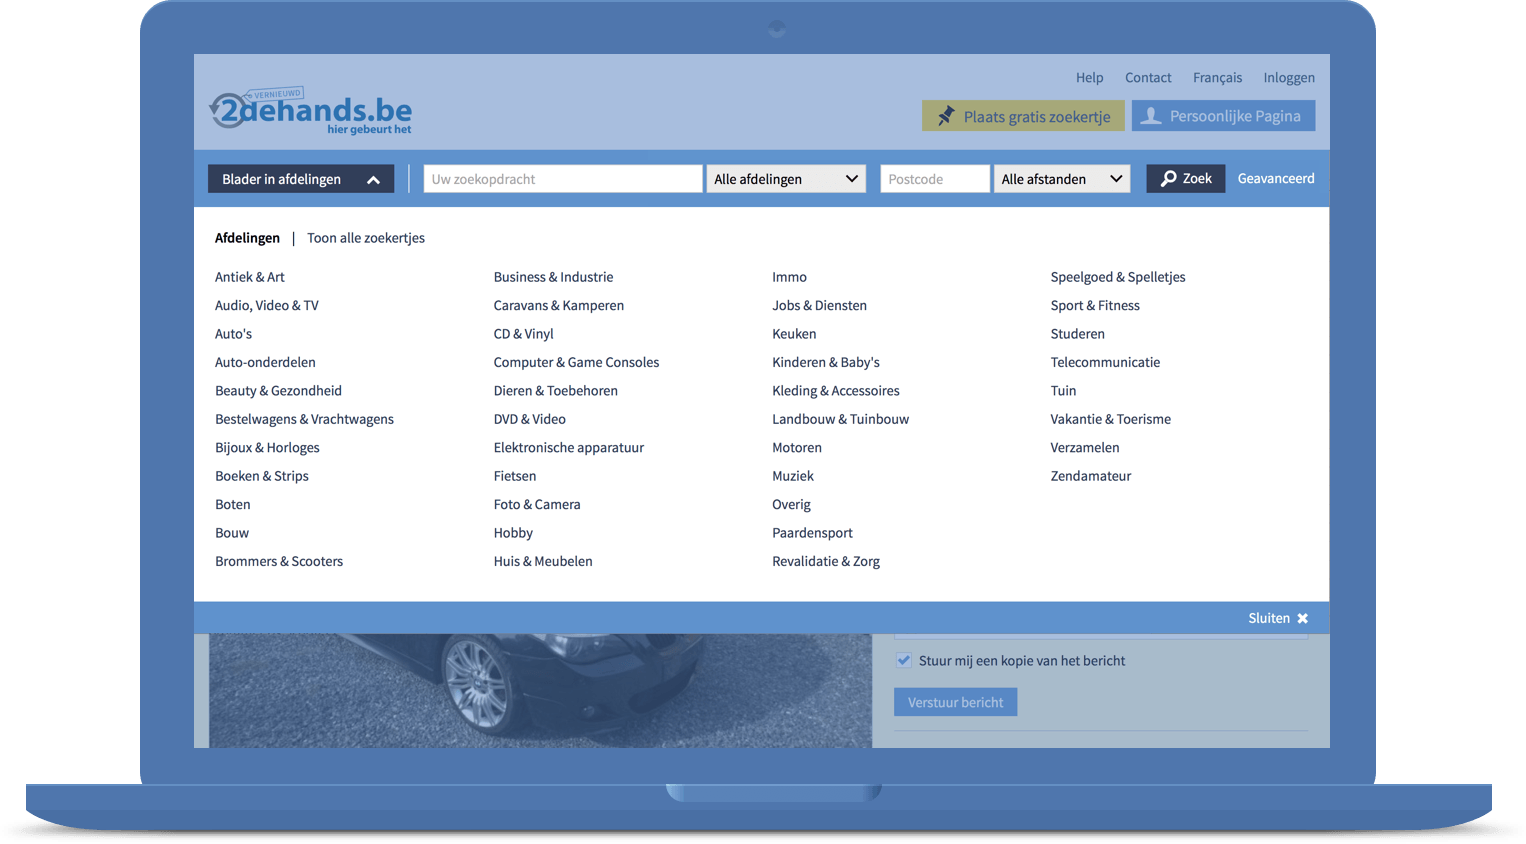 Help Contact Français Inloggen
VERNIEUWD
2dehands.be
hier gebeurt het
Plaats gratis zoekertje Persoonlijke Pagina
Blader in afdelingen Uw zoekopdracht Alle afdelingen Postcode Alle afstanden Zoek Geavanceerd
Afdelingen | Toon alle zoekertjes
Antiek & Art
Audio, Video & TV
Auto's
Auto-onderdelen
Beauty & Gezondheid
Bestelwagens & Vrachtwagens
Bijoux & Horloges
Boeken & Strips
Boten
Bouw
Brommers & Scooters
Business & Industrie
Caravans & Kamperen
CD & Vinyl
Computer & Game Consoles
Dieren & Toebehoren
DVD & Video
Elektronische apparatuur
Fietsen
Foto & Camera
Hobby
Huis & Meubelen
Immo
Jobs & Diensten
Keuken
Kinderen & Baby's
Kleding & Accessoires
Landbouw & Tuinbouw
Motoren
Muziek
Overig
Paardensport
Revalidatie & Zorg
Speelgoed & Spelletjes
Sport & Fitness
Studeren
Telecommunicatie
Tuin
Vakantie & Toerisme
Verzamelen
Zendamateur
Sluiten
Stuur mij een kopie van het bericht
Verstuur bericht